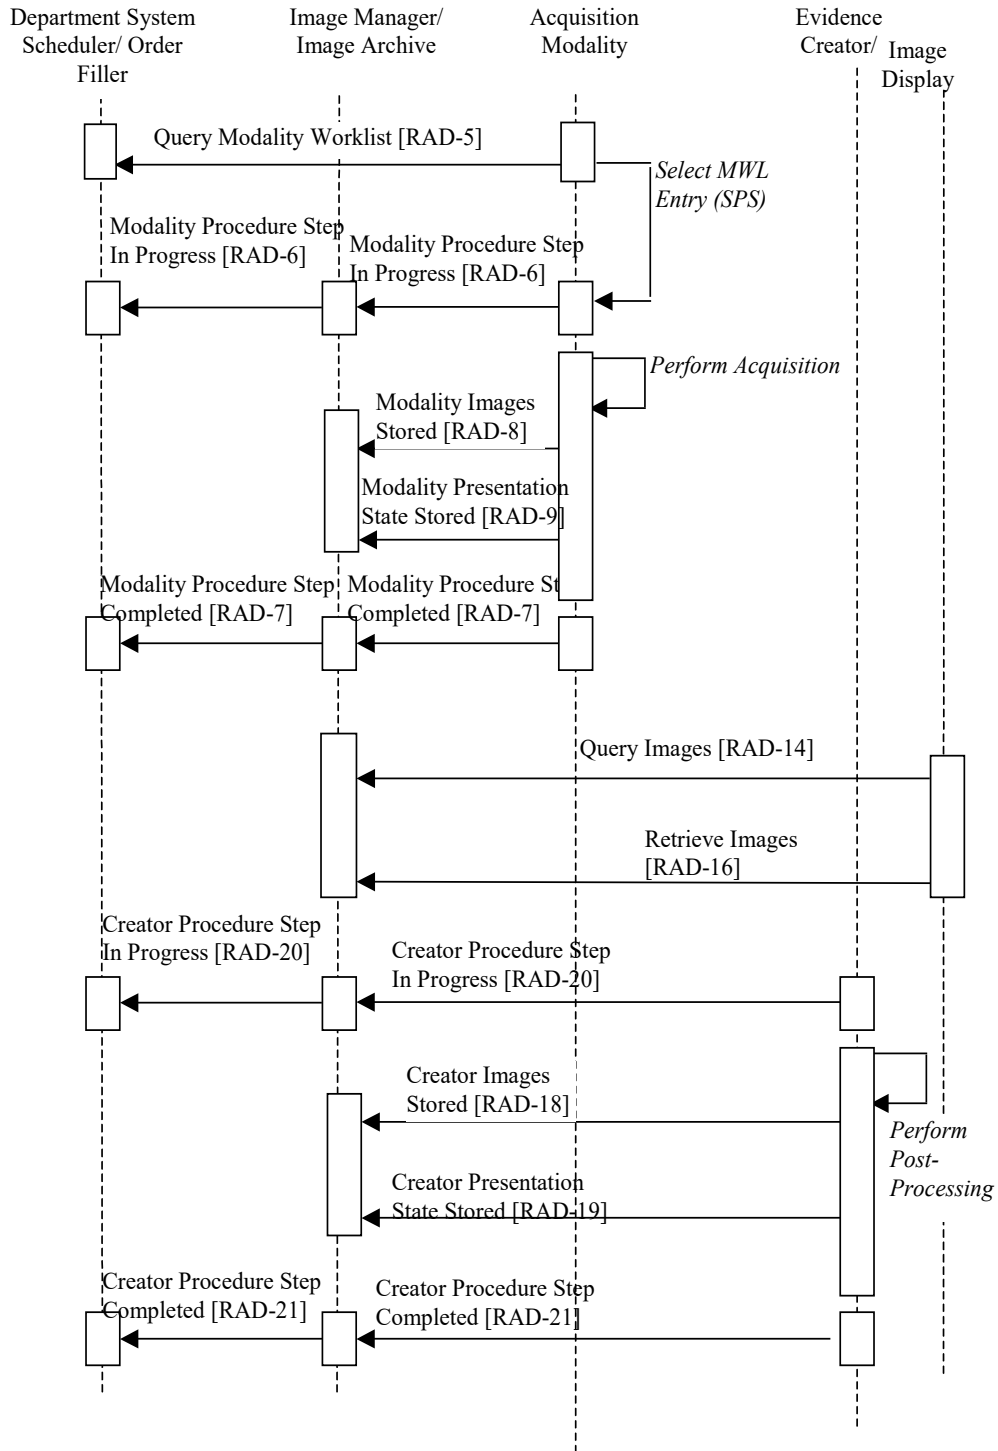 Department System
Scheduler/ Order
Filler
Image Manager/
Image Archive
Acquisition
Modality
Evidence
Creator/
Image
Display
Query Modality Worklist [RAD-5]
Select MWL
Entry (SPS)
Modality Procedure Step
In Progress [RAD-6]
Modality Procedure Step
In Progress [RAD-6]
Perform Acquisition
Modality Images
Stored [RAD-8]
Modality Presentation
State Stored [RAD-9]
Modality Procedure Step
Completed [RAD-7]
Modality Procedure St
Completed [RAD-7]
Query Images [RAD-14]
Retrieve Images
[RAD-16]
Creator Procedure Step
In Progress [RAD-20]
Creator Procedure Step
In Progress [RAD-20]
Creator Images
Stored [RAD-18]
Perform
Post-
Processing
Creator Presentation
State Stored [RAD-19]
Creator Procedure Step
Completed [RAD-21]
Creator Procedure Step
Completed [RAD-21]